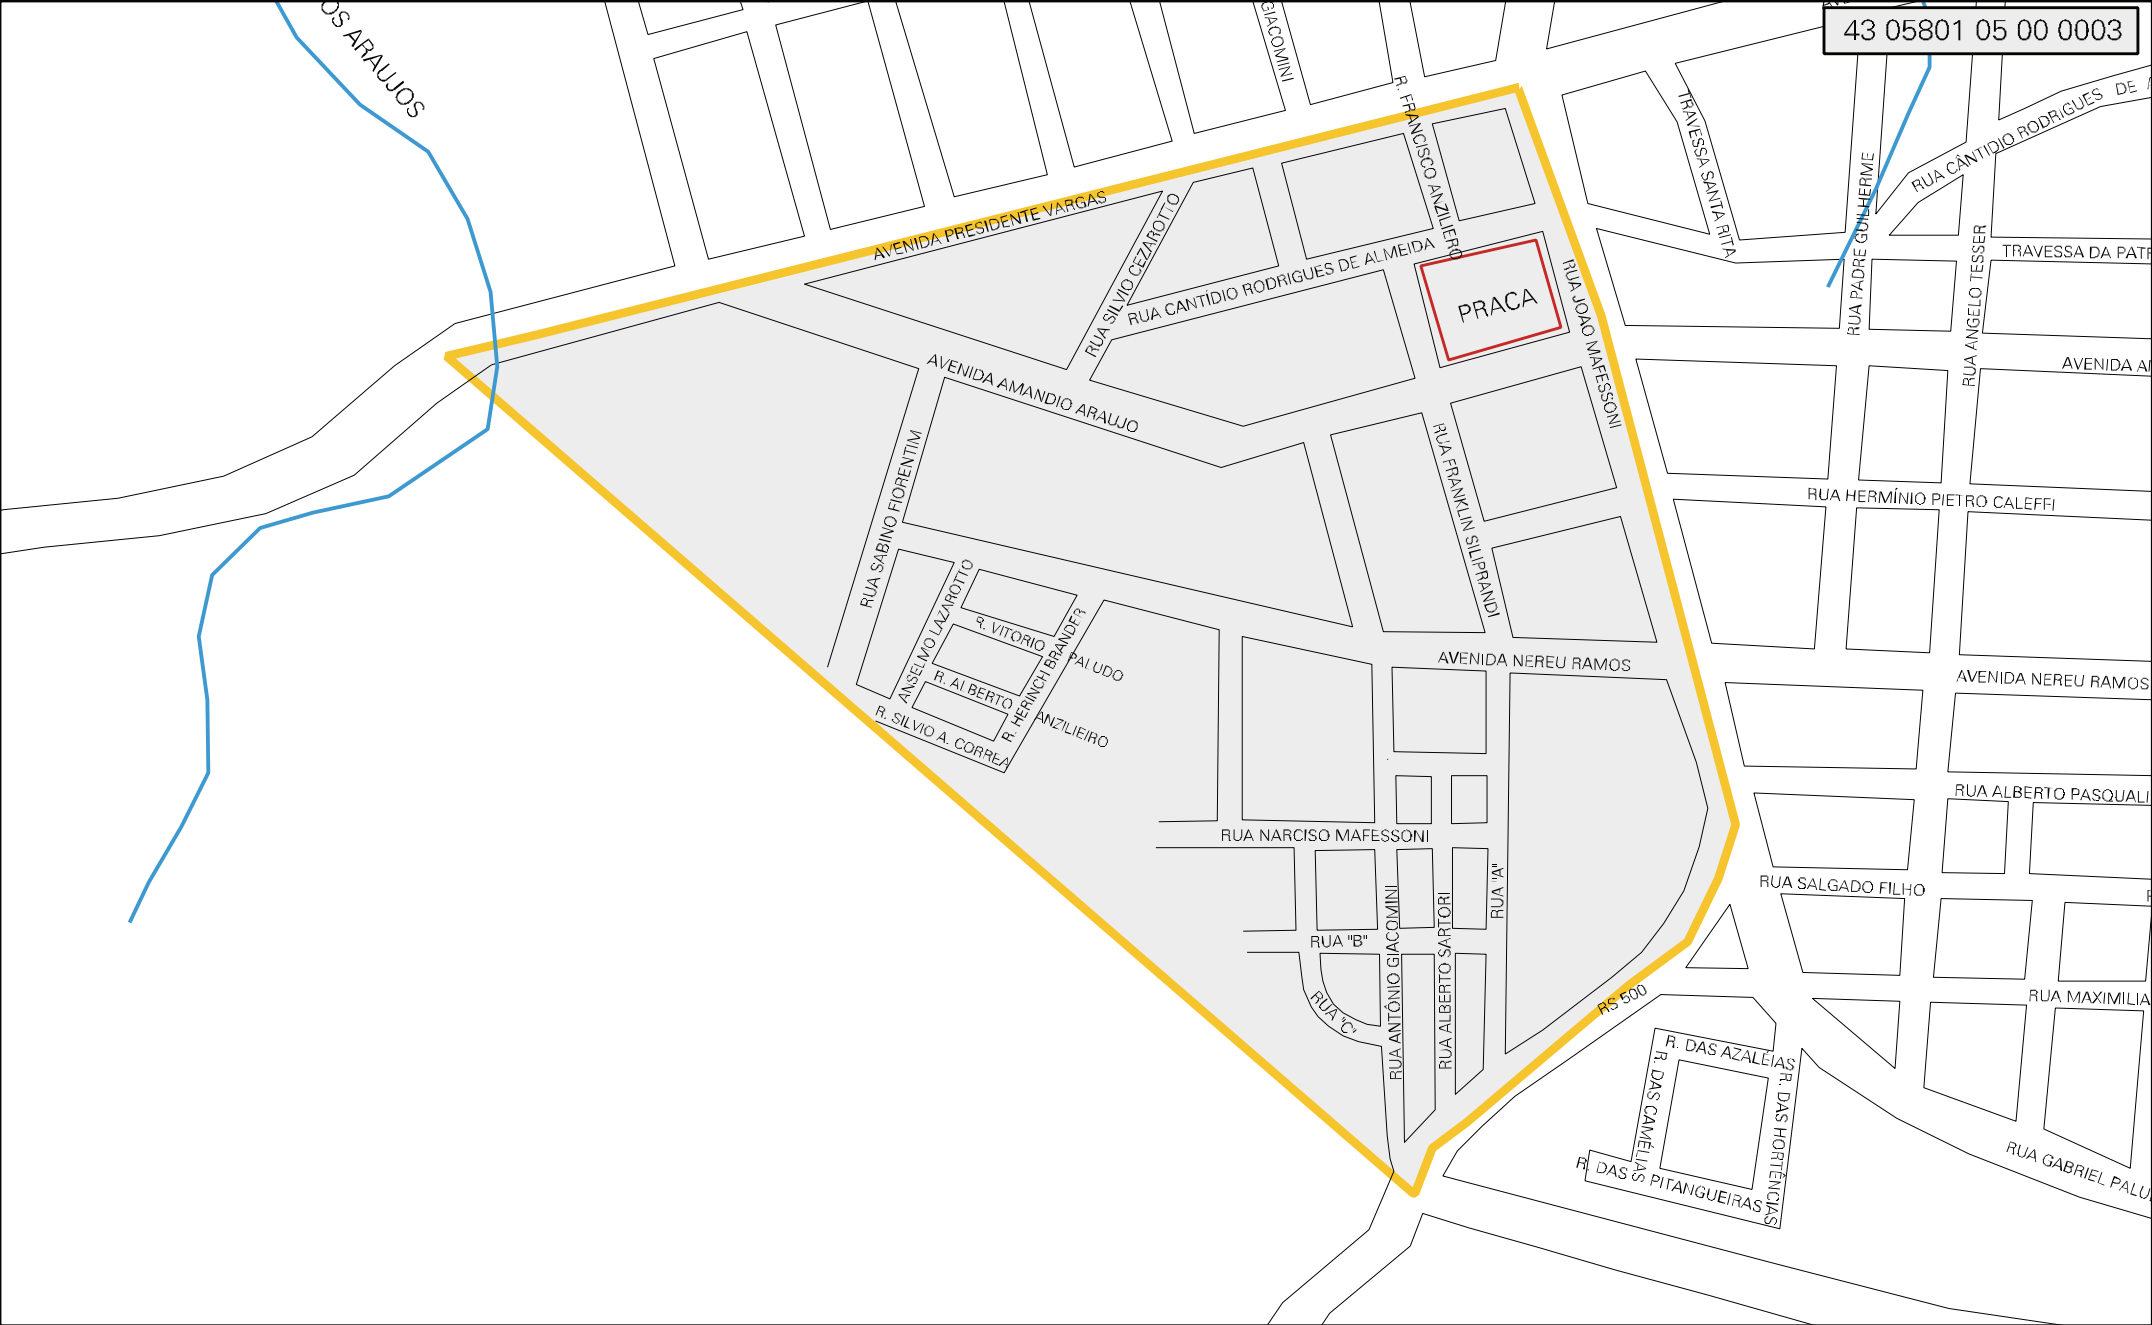 43 05801 05 00 0003
OS ARAUJOS
GIACOMINI
R. FRANCISCO ANZILIERO
TRAVESSA SANTA RITA
RUA CÂNTIDIO RODRIGUES DE
RUA PADRE GUILHERME
RUA ANGELO TESSER
TRAVESSA DA PATR
AVENIDA PRESIDENTE VARGAS
RUA SILVIO CEZAROTTO
RUA CANTÍDIO RODRIGUES DE ALMEIDA
PRACA
RUA JOAO MAFESSONI
AVENIDA AMANDIO ARAUJO
AVENIDA AI
RUA SABINO FIORENTIM
RUA FRANKLIN SILIPRANDI
RUA HERMÍNIO PIETRO CALEFFI
ANSELMO LAZAROTTO
R. VITORIO PALUDO
R. HERINCH BRANDER
R. ALBERTO ANZILIEIRO
R. SILVIO A. CORREA
AVENIDA NEREU RAMOS
AVENIDA NEREU RAMOS
RUA ALBERTO PASQUALI
RUA NARCISO MAFESSONI
RUA "A"
RUA SALGADO FILHO
RUA "B"
RUA ANTÔNIO GIACOMINI
RUA ALBERTO SARTORI
RUA "C"
RS 500
RUA MAXIMILIA
R. DAS AZALÉIAS
R. DAS CAMÉLIAS
R. DAS HORTÊNCIAS
R. DAS PITANGUEIRAS
RUA GABRIEL PALU